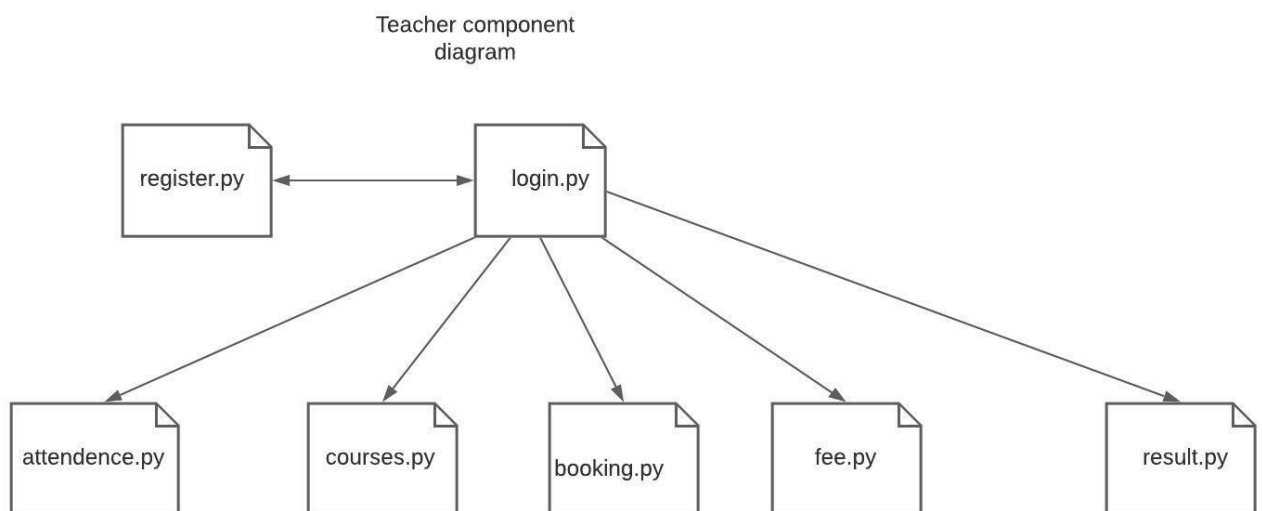 Teacher component
diagram
register.py
login.py
attendence.py
courses.py
booking.py
fee.py
result.py